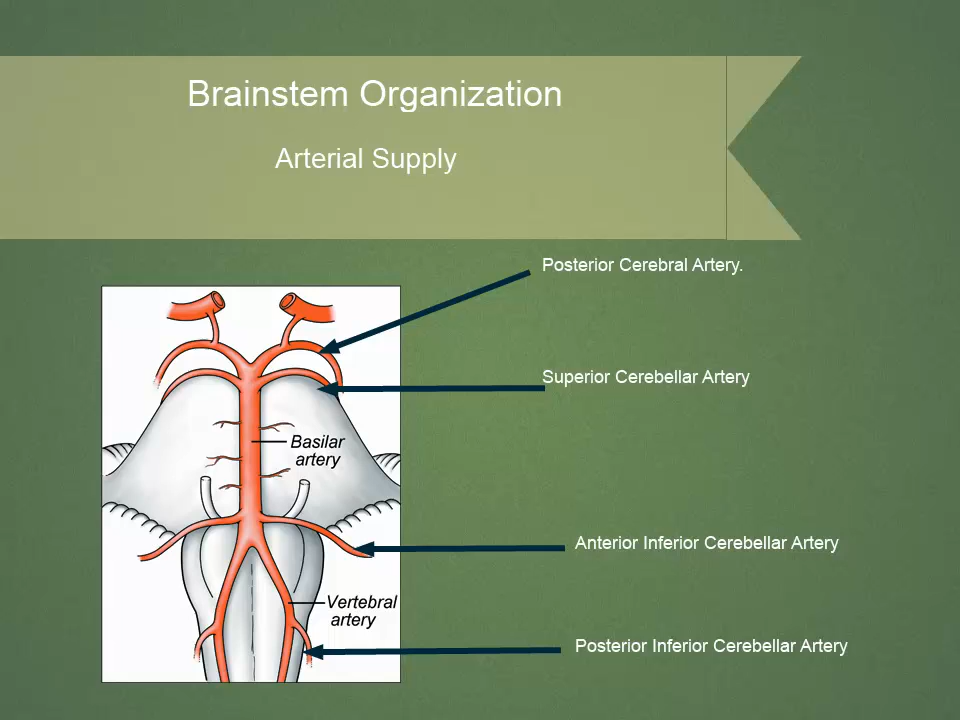 Brainstem Organization
Arterial Supply
Posterior Cerebral Artery.
Superior Cerebellar Artery
Basilar
artery
Anterior Inferior Cerebellar Artery
Vertebral
artery
Posterior Inferior Cerebellar Artery